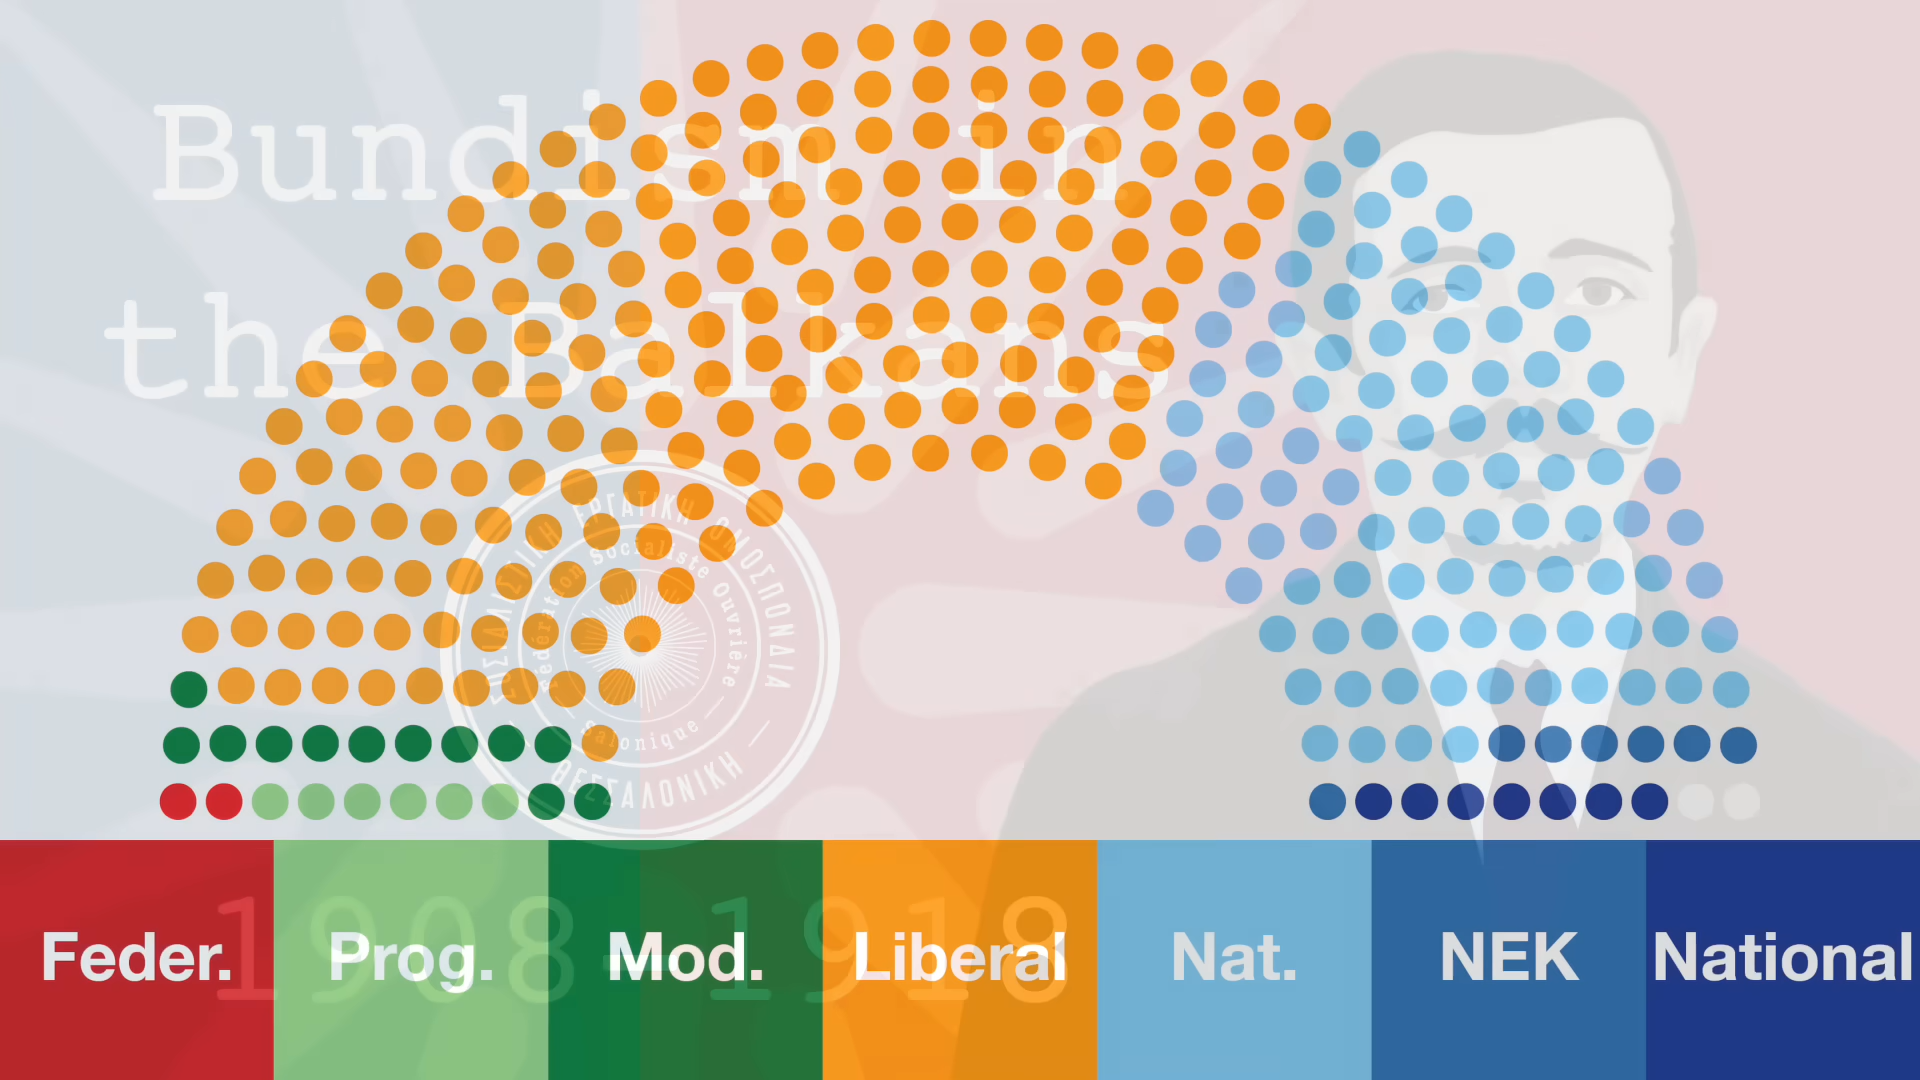 Bundism in
the Balkans
ΣΟΣΙΑΛΙΣΤΙΚΗ ΕΡΓΑΤΙΚΗ ΟΜΟΣΠΟΝΔΙΑ
Fédération Socialiste Ouvrière
Salonique
ΘΕΣΣΑΛΟΝΙΚΗ
1908-1918
Feder. Prog. Mod. Liberal Nat. NEK National